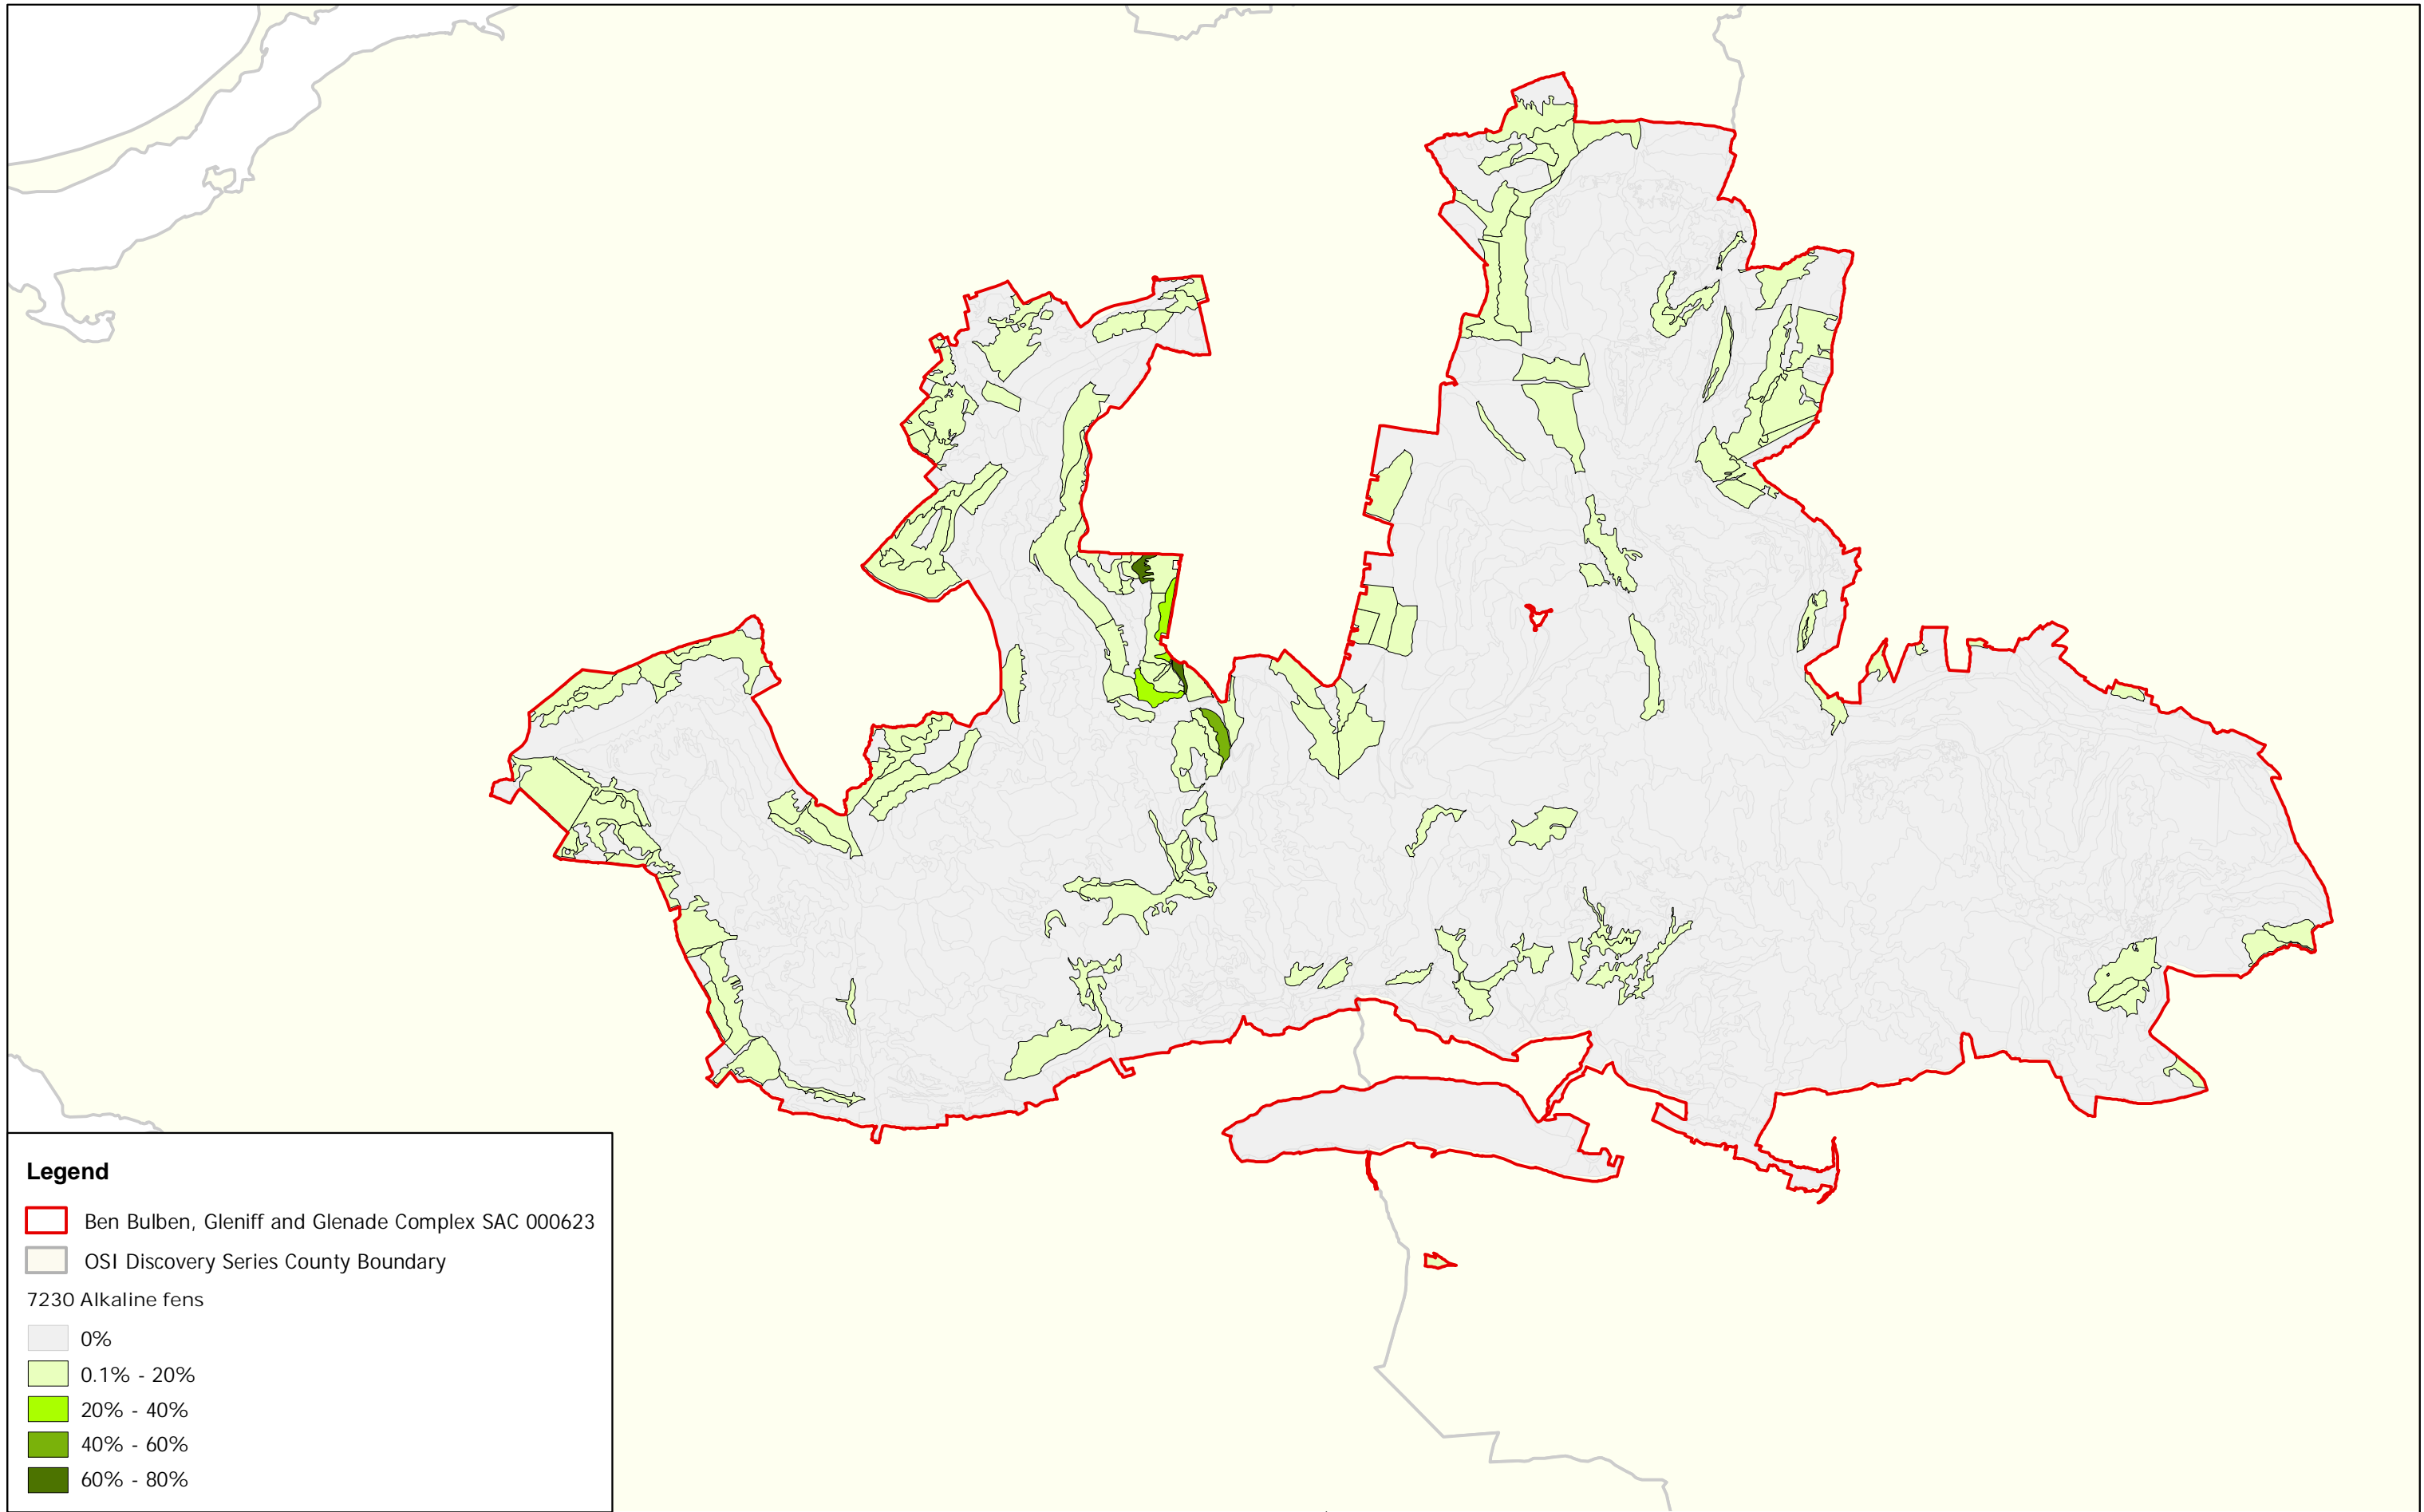 Legend
Ben Bulben, Gleniff and Glenade Complex SAC 000623
OSI Discovery Series County Boundary
7230 Alkaline fens
0%
0.1% - 20%
20% - 40%
40% - 60%
60% - 80%